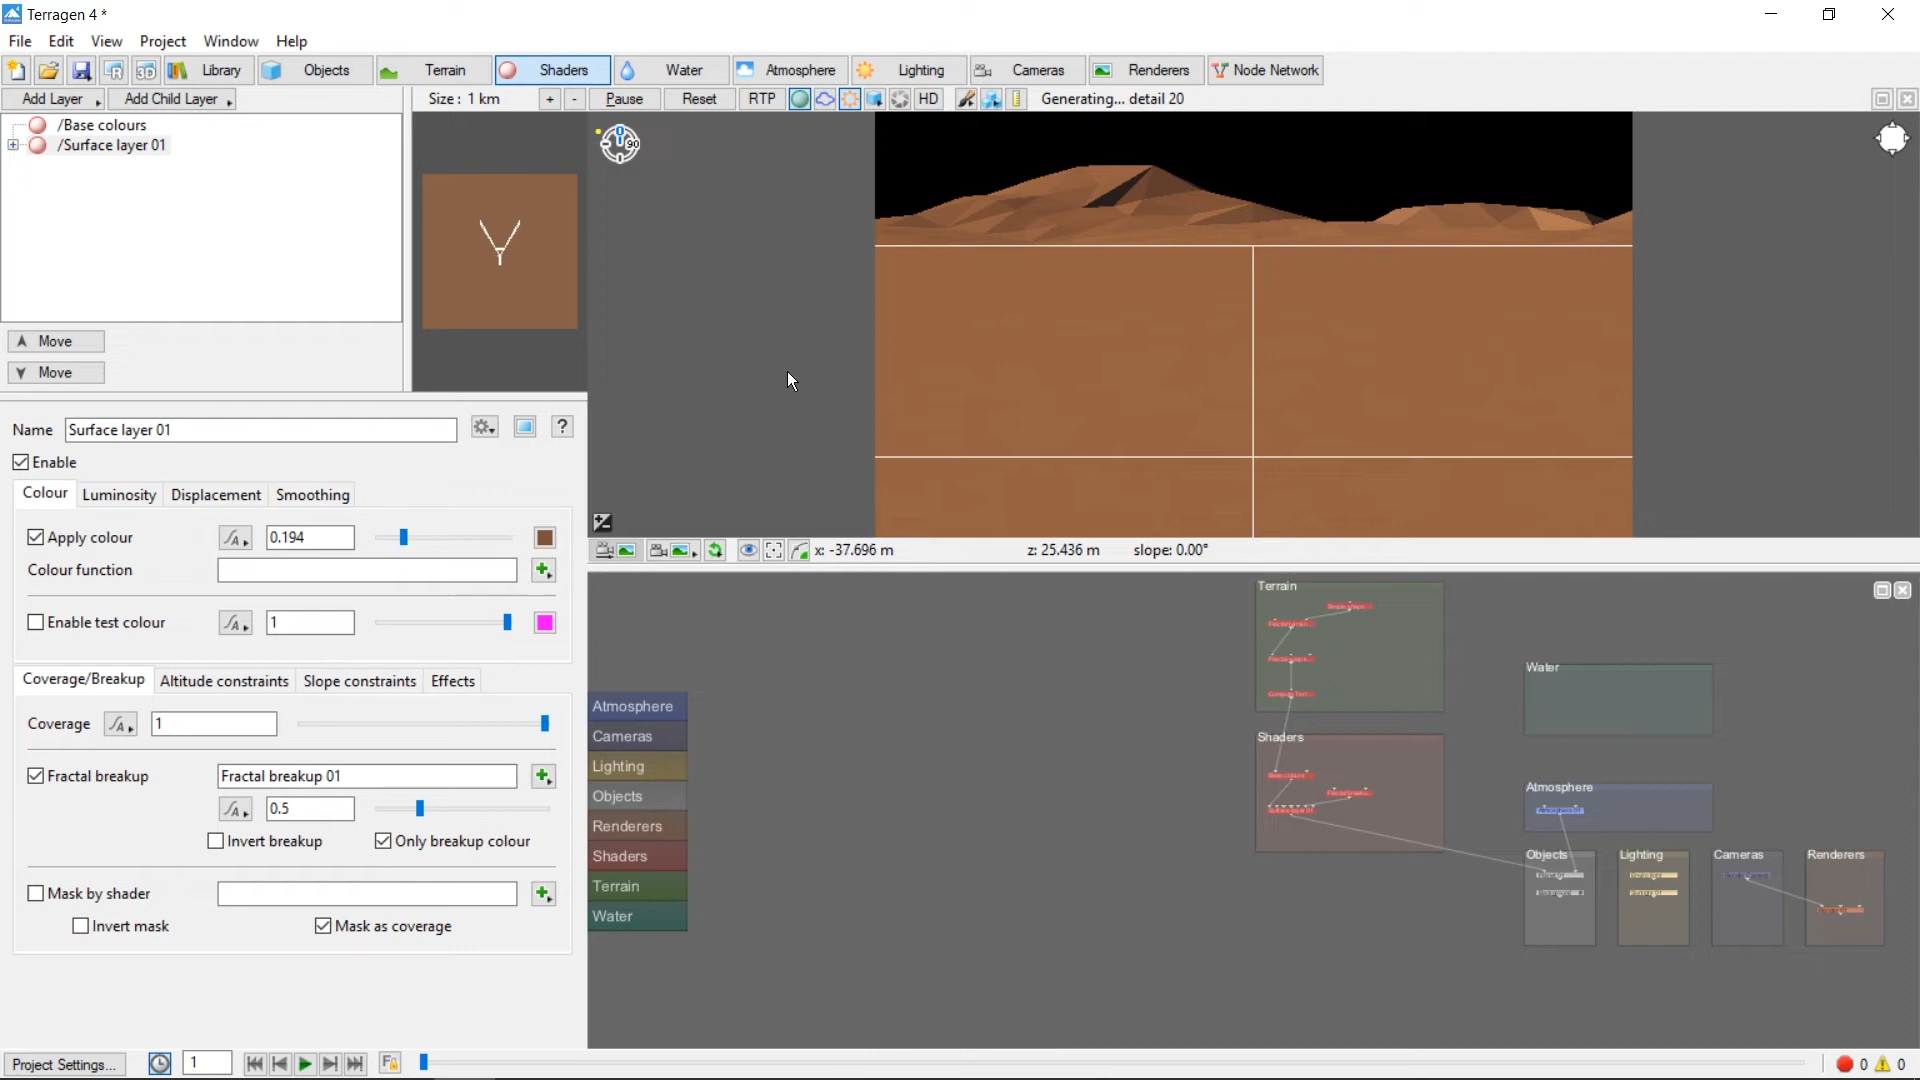 Terragen 4 *
File Edit View Project Window Help
Library Objects Terrain Shaders Water Atmosphere Lighting Cameras Renderers Node Network
Add Layer Add Child Layer Size: 1 km + - Pause Reset RTP HD Generating... detail 20
/Base colours
/Surface layer 01
Move
Move
Name Surface layer 01 ?
Enable
Colour Luminosity Displacement Smoothing
Apply colour 0.194
Colour function
Enable test colour 1
Coverage/Breakup Altitude constraints Slope constraints Effects
Coverage 1
Fractal breakup Fractal breakup 01
0.5
Invert breakup Only breakup colour
Mask by shader
Invert mask Mask as coverage
x: -37.696 m z: 25.436 m slope: 0.00°
Atmosphere
Cameras
Lighting
Objects
Renderers
Shaders
Terrain
Water
Terrain
Shaders
Water
Atmosphere
Objects Lighting Cameras Renderers
Project Settings... 1 0 0